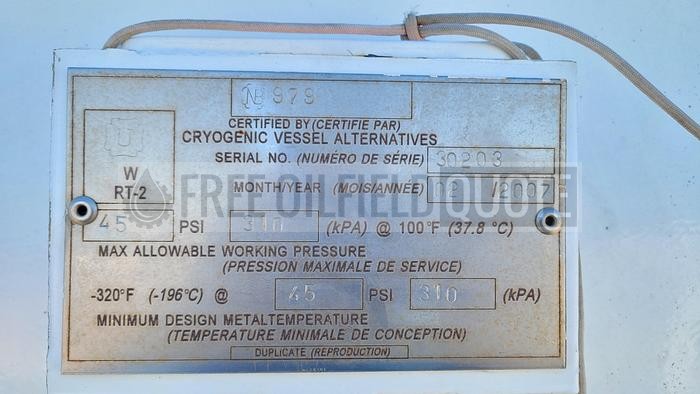 NB 979
CERTIFIED BY (CERTIFIE PAR)
CRYOGENIC VESSEL ALTERNATIVES
U
W
RT-2
SERIAL NO. (NUMÉRO DE SÉRIE) 30203
MONTH/YEAR (MOIS/ANNÉE) 02 /2007
FREE OILFIELD QUOTE
45 PSI 310 (kPA) @ 100°F (37.8 °C)
MAX ALLOWABLE WORKING PRESSURE
(PRESSION MAXIMALE DE SERVICE)
-320°F (-196°C) @ 45 PSI 310 (kPA)
MINIMUM DESIGN METALTEMPERATURE
(TEMPÉRATURE MINIMALE DE CONCEPTION)
DUPLICATE (REPRODUCTION)